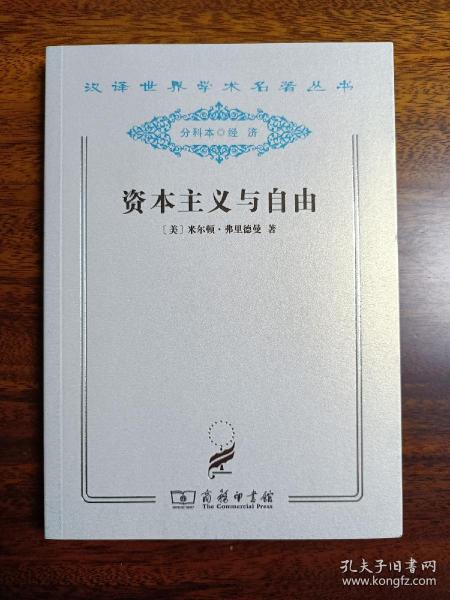 汉译世界学术名著丛书
分科本○经 济
资本主义与自由
〔美〕米尔顿·弗里德曼 著
商務印書館
The Commercial Press
孔夫子旧书网
www.kongfz.com